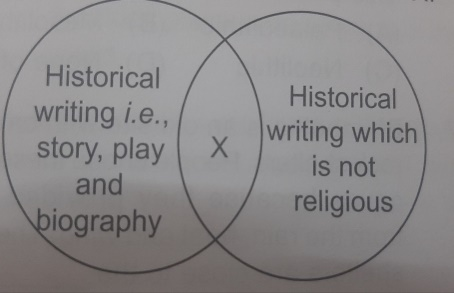 Historical
writing i.e.,
story, play
and
biography
X
Historical
writing which
is not
religious